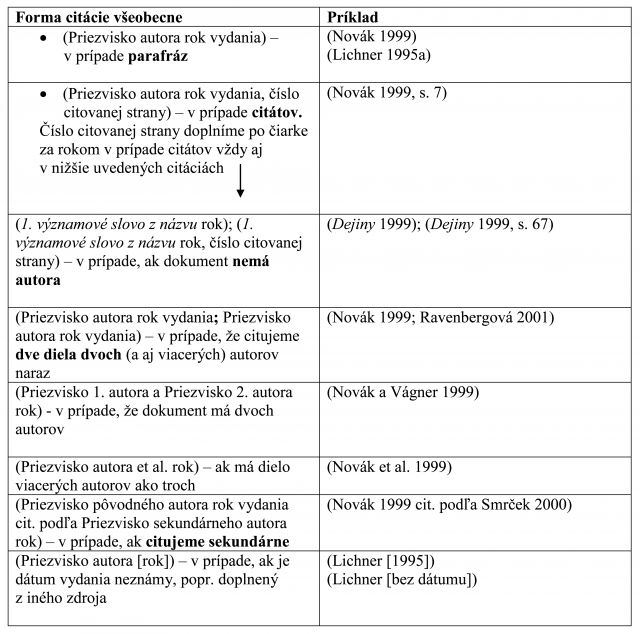 Forma citácie všeobecne
Príklad
• (Priezvisko autora rok vydania) –
v prípade parafráz
(Novák 1999)
(Lichner 1995a)
• (Priezvisko autora rok vydania, číslo
citovanej strany) – v prípade citátov.
Číslo citovanej strany doplníme po čiarke
za rokom v prípade citátov vždy aj
v nižšie uvedených citáciách
(Novák 1999, s. 7)
(1. významové slovo z názvu rok); (1.
významové slovo z názvu rok, číslo citovanej
strany) – v prípade, ak dokument nemá
autora
(Dejiny 1999); (Dejiny 1999, s. 67)
(Priezvisko autora rok vydania; Priezvisko
autora rok vydania) – v prípade, že citujeme
dve diela dvoch (a aj viacerých) autorov
naraz
(Novák 1999; Ravenbergová 2001)
(Priezvisko 1. autora a Priezvisko 2. autora
rok) - v prípade, že dokument má dvoch
autorov
(Novák a Vágner 1999)
(Priezvisko autora et al. rok) – ak má dielo
viacerých autorov ako troch
(Novák et al. 1999)
(Priezvisko pôvodného autora rok vydania
cit. podľa Priezvisko sekundárneho autora
rok) – v prípade, ak citujeme sekundárne
(Novák 1999 cit. podľa Smrček 2000)
(Priezvisko autora [rok]) – v prípade, ak je
dátum vydania neznámy, popr. doplnený
z iného zdroja
(Lichner [1995])
(Lichner [bez dátumu])